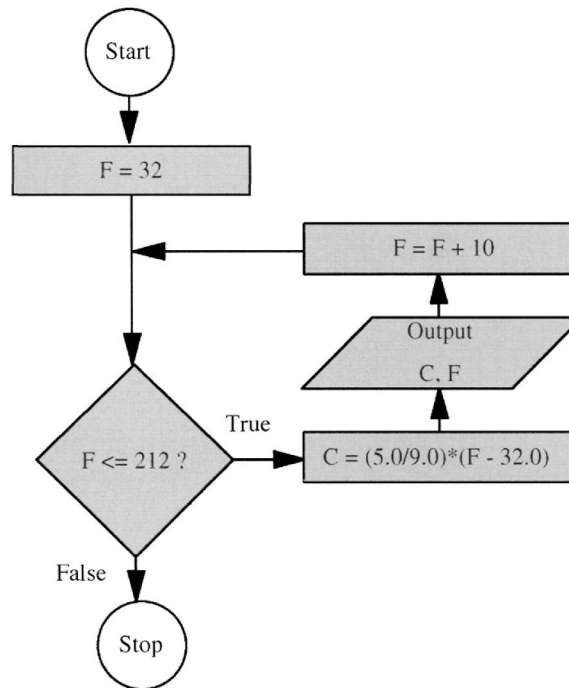 Start
F = 32
F = F + 10
Output
C, F
True
F <= 212 ?
C = (5.0/9.0)*(F - 32.0)
False
Stop